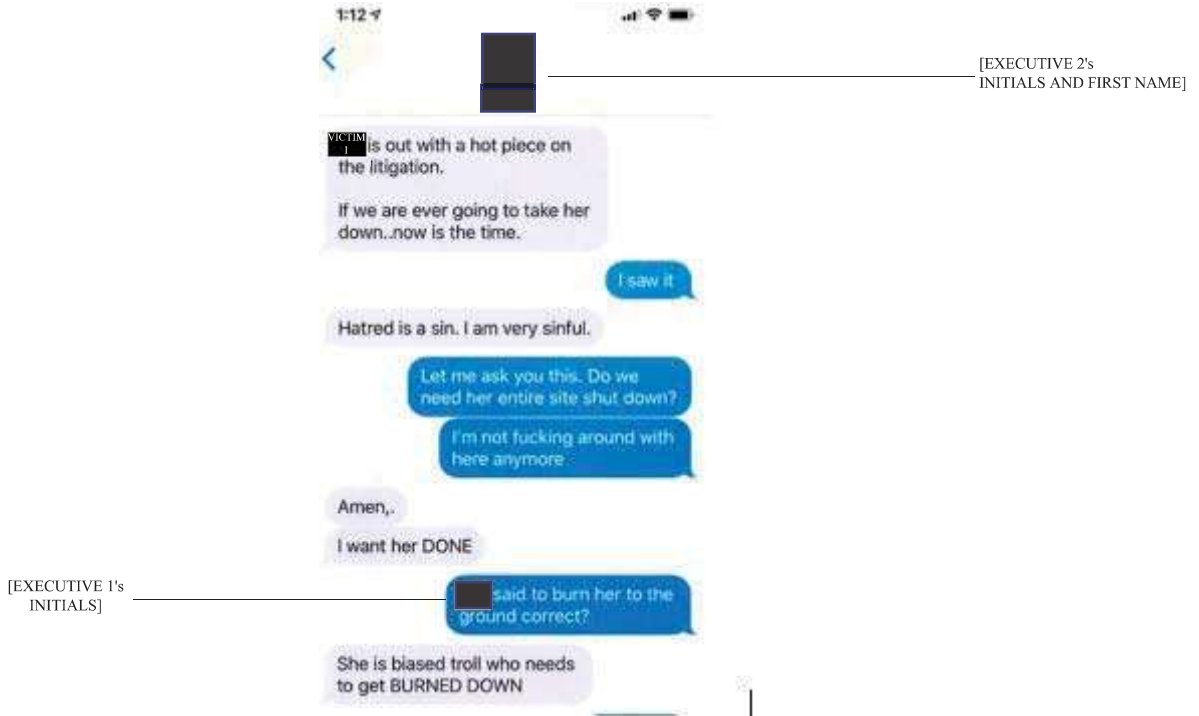 1:12
[EXECUTIVE 2's
INITIALS AND FIRST NAME]
VICTIM
1
is out with a hot piece on
the litigation.
If we are ever going to take her
down..now is the time.
I saw it
Hatred is a sin. I am very sinful.
Let me ask you this. Do we
need her entire site shut down?
I'm not fucking around with
here anymore
Amen,.
I want her DONE
[EXECUTIVE 1's
INITIALS]
said to burn her to the
ground correct?
She is biased troll who needs
to get BURNED DOWN